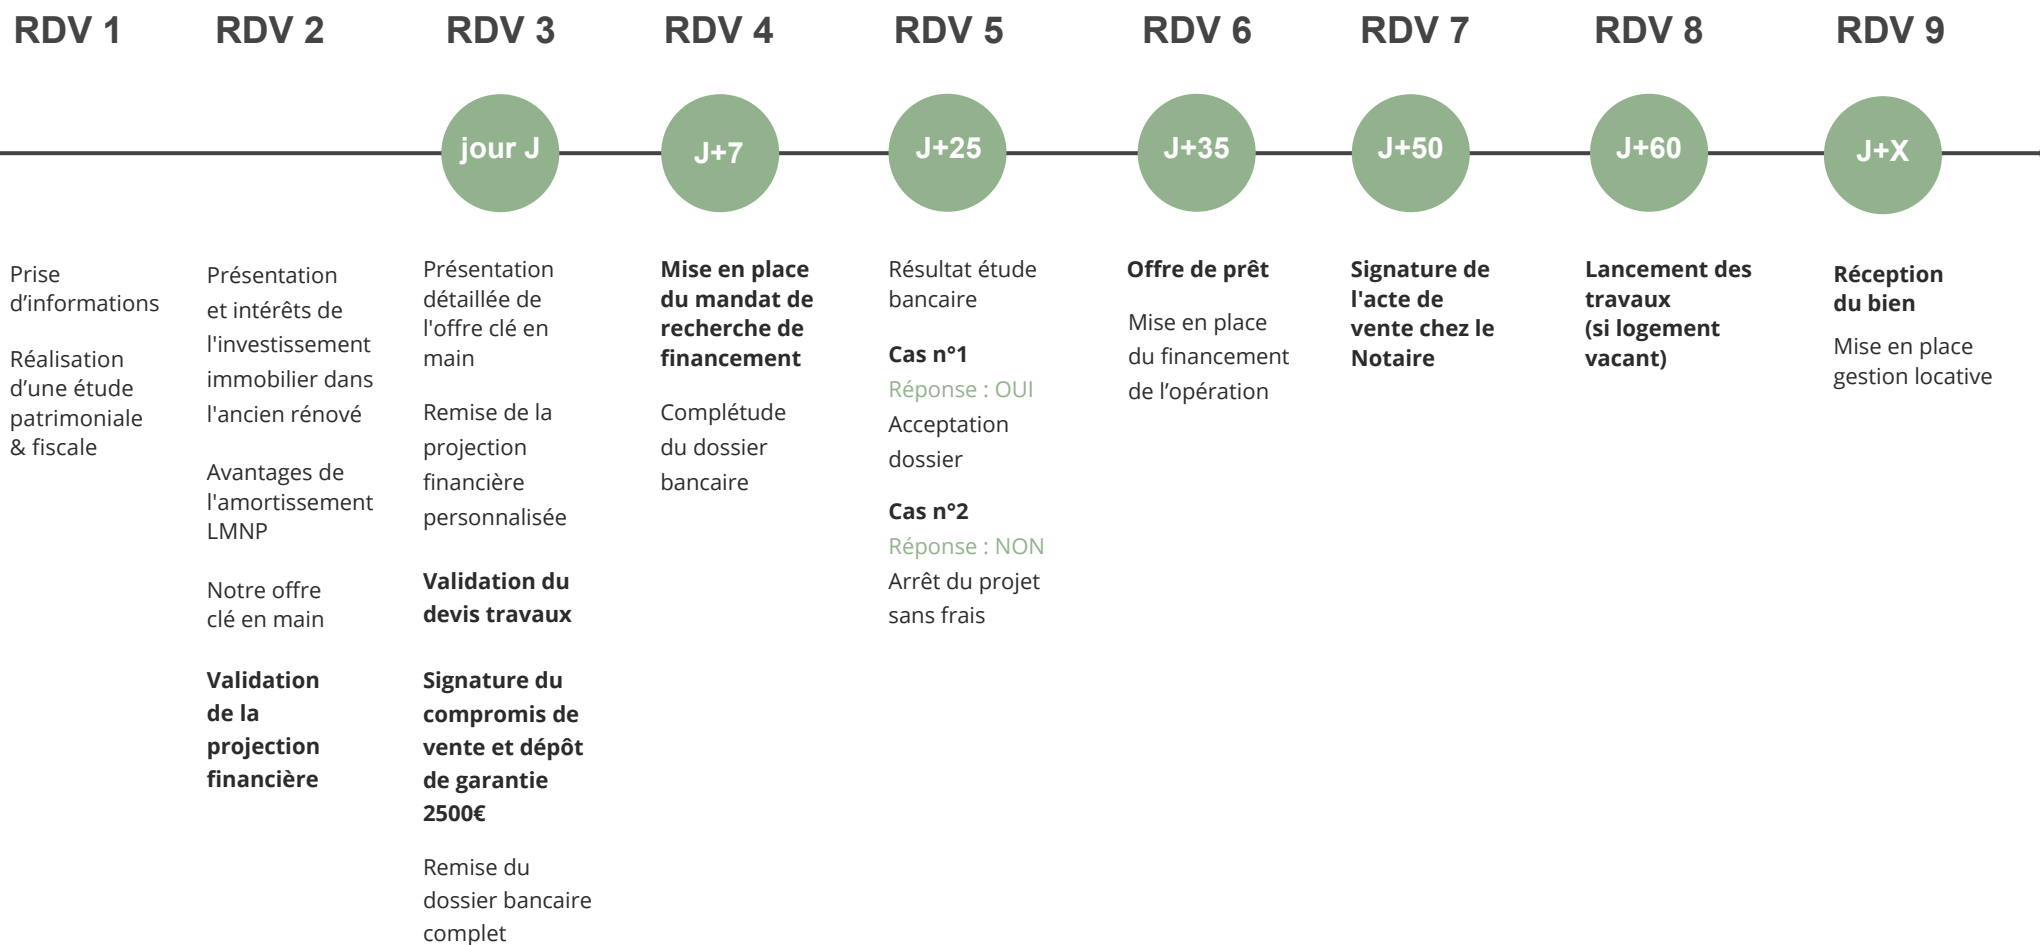 RDV 1
RDV 2
RDV 3
RDV 4
RDV 5
RDV 6
RDV 7
RDV 8
RDV 9
jour J
J+7
J+25
J+35
J+50
J+60
J+X
Prise
d’informations
Réalisation
d’une étude
patrimoniale
& fiscale
Présentation
et intérêts de
l'investissement
immobilier dans
l'ancien rénové
Avantages de
l'amortissement
LMNP
Notre offre
clé en main
Validation
de la
projection
financière
Présentation
détaillée de
l'offre clé en
main
Remise de la
projection
financière
personnalisée
Validation du
devis travaux
Signature du
compromis de
vente et dépôt
de garantie
2500€
Remise du
dossier bancaire
complet
Mise en place
du mandat de
recherche de
financement
Complétude
du dossier
bancaire
Résultat étude
bancaire
Cas n°1
Réponse : OUI
Acceptation
dossier
Cas n°2
Réponse : NON
Arrêt du projet
sans frais
Offre de prêt
Mise en place
du financement
de l’opération
Signature de
l'acte de
vente chez le
Notaire
Lancement des
travaux
(si logement
vacant)
Réception
du bien
Mise en place
gestion locative